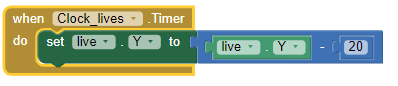 when Clock_lives .Timer
do set live . Y to live . Y - 20